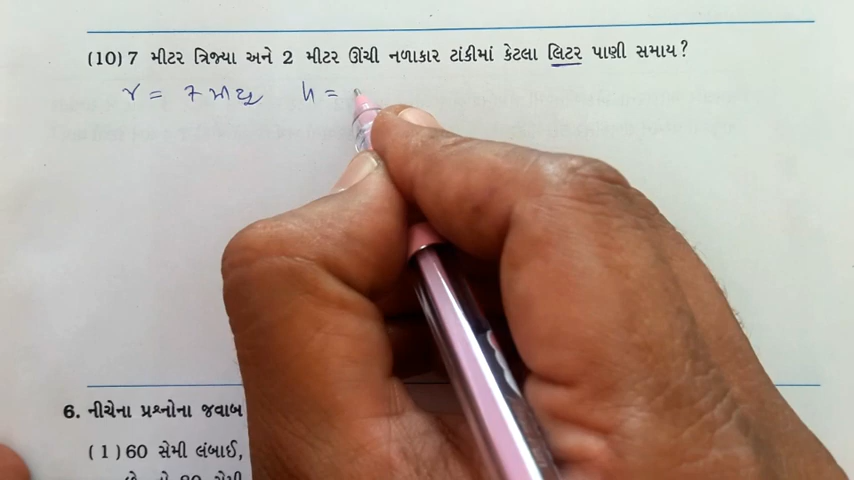 (10) 7 મીટર ત્રિજ્યા અને 2 મીટર ઊંચી નળાકાર ટાંકીમાં કેટલા લિટર પાણી સમાય?
r = 7 મીટર h =
6. નીચેના પ્રશ્નોના જવાબ
(1) 60 સેમી લંબાઈ,